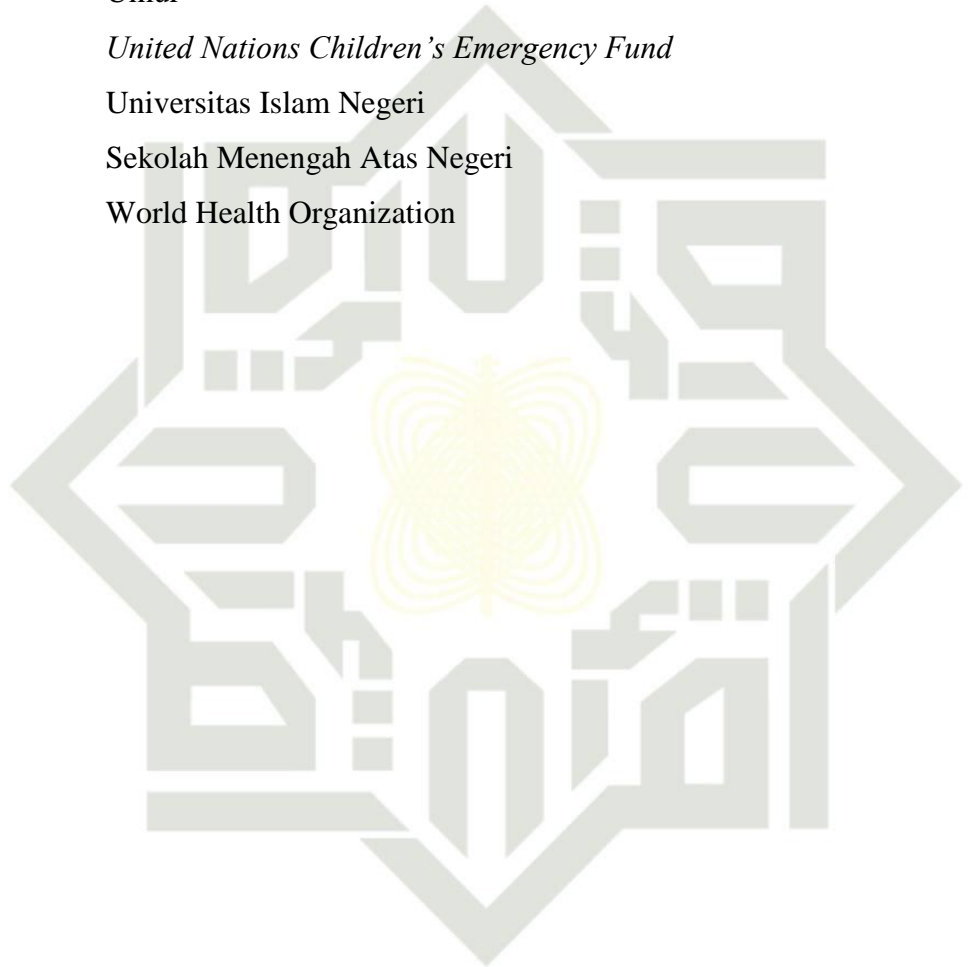 United Nations Children's Emergency Fund
Universitas Islam Negeri
Sekolah Menengah Atas Negeri
World Health Organization